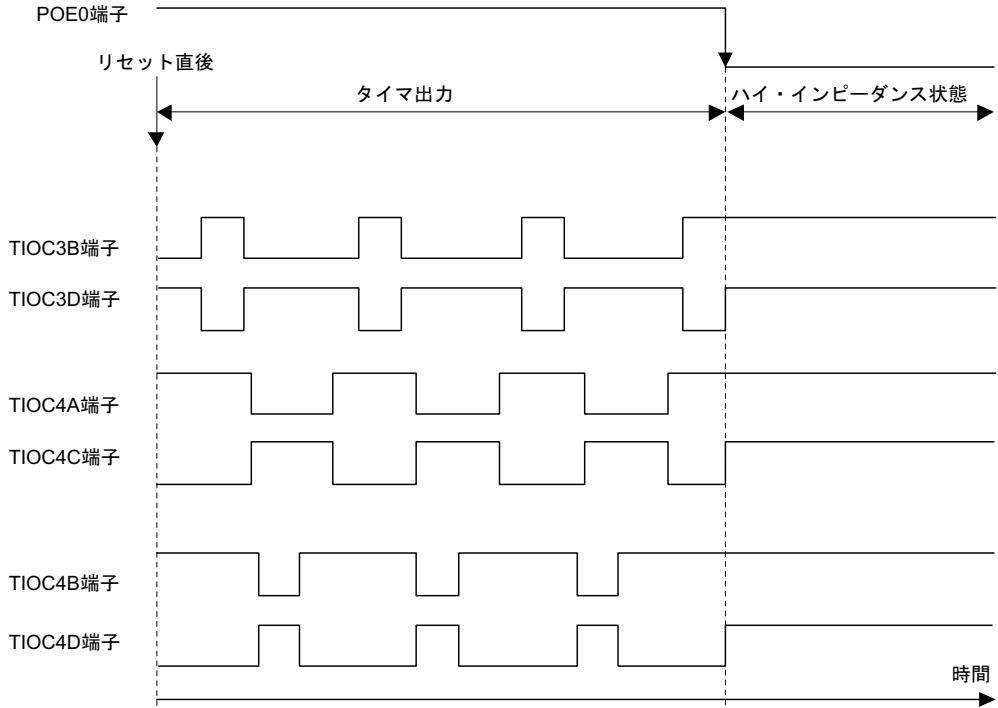 POE0端子
リセット直後
タイマ出力
ハイ・インピーダンス状態
TIOC3B端子
TIOC3D端子
TIOC4A端子
TIOC4C端子
TIOC4B端子
TIOC4D端子
時間